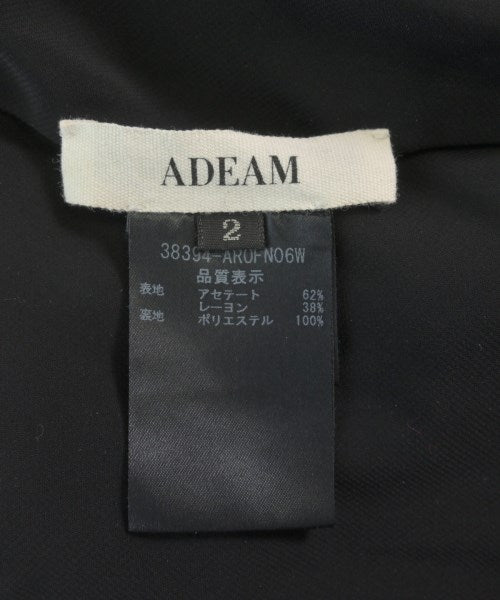 ADEAM
2
38394-AROFN06W
品質表示
表地 アセテート 62%
レーヨン 38%
裏地 ポリエステル 100%